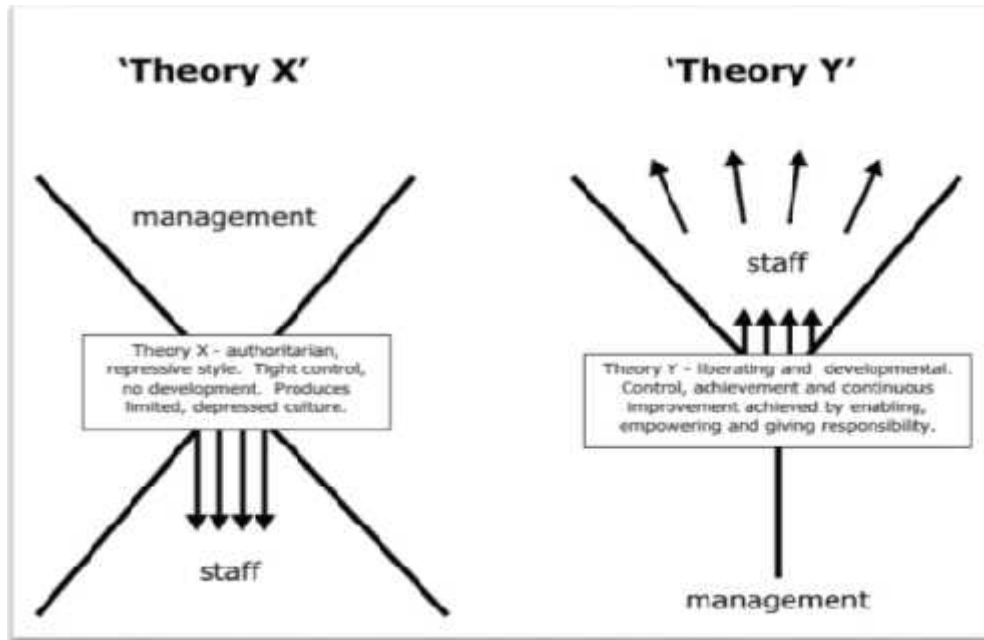 ‘Theory X’
management
Theory X - authoritarian,
repressive style. Tight control,
no development. Produces
limited, depressed culture.
staff
‘Theory Y’
staff
Theory Y - liberating and developmental.
Control, achievement and continuous
improvement achieved by enabling,
empowering and giving responsibility.
management